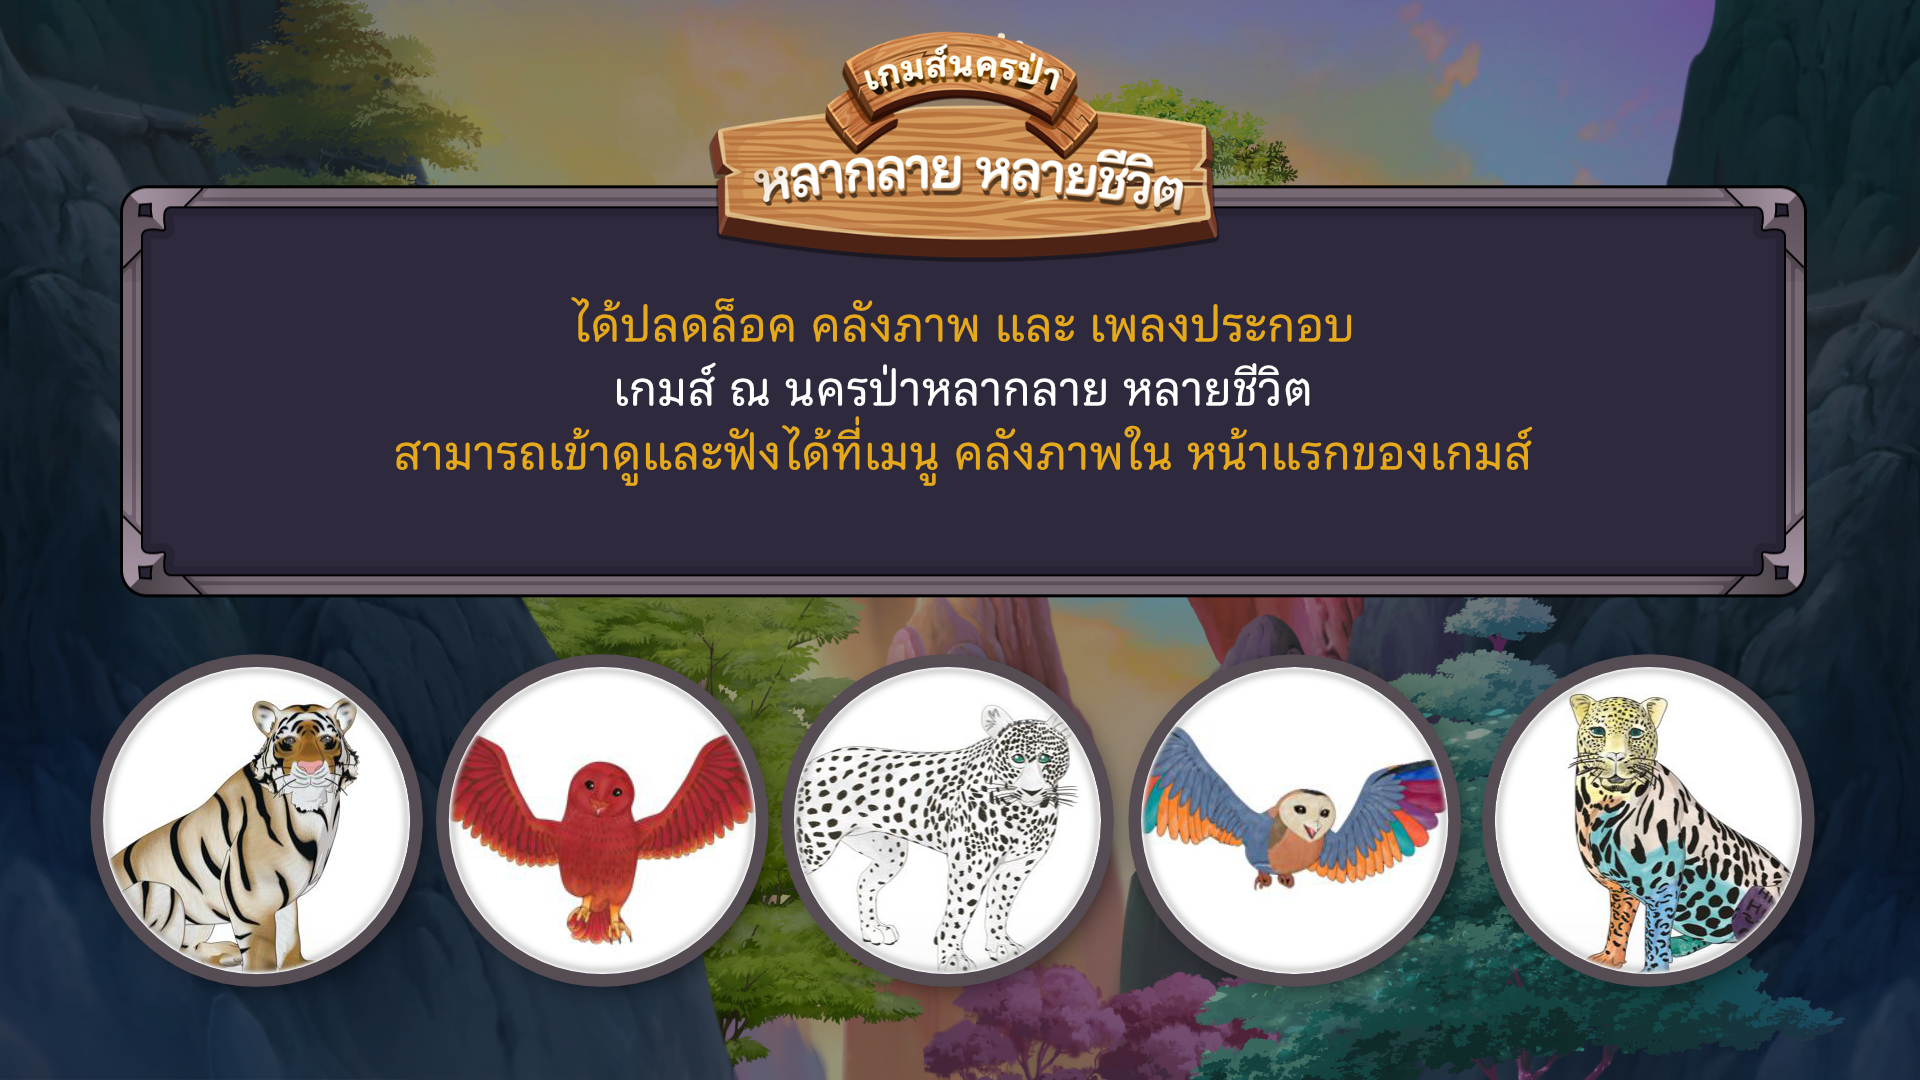 เกมส์นครป่า
หลากลาย หลายชีวิต
ได้ปลดล็อค คลังภาพ และ เพลงประกอบ
เกมส์ ณ นครป่าหลากลาย หลายชีวิต
สามารถเข้าดูและฟังได้ที่เมนู คลังภาพใน หน้าแรกของเกมส์